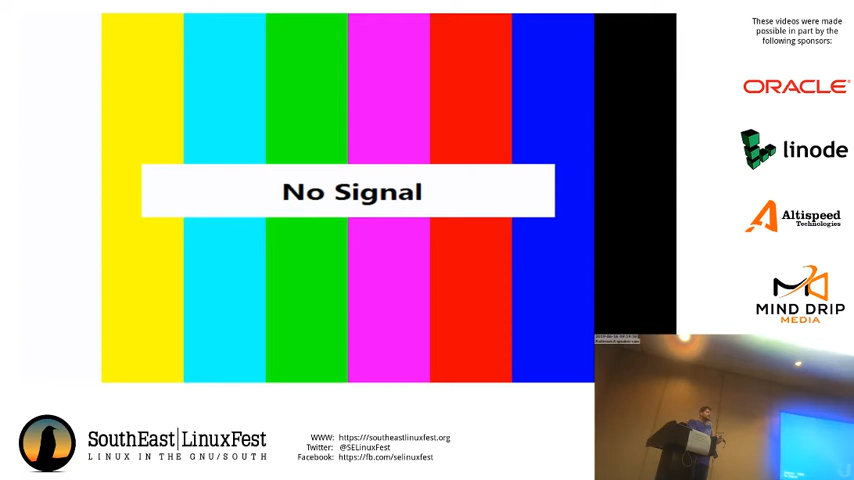 No Signal
These videos were made
possible in part by the
following sponsors:
ORACLE
linode
Altispeed
Technologies
MIND DRIP
MEDIA
SouthEast|LinuxFest
LINUX IN THE GNU/SOUTH
WWW: https:///southeastlinuxfest.org
Twitter: @SELinuxFest
Facebook: https://fb.com/selinuxfest